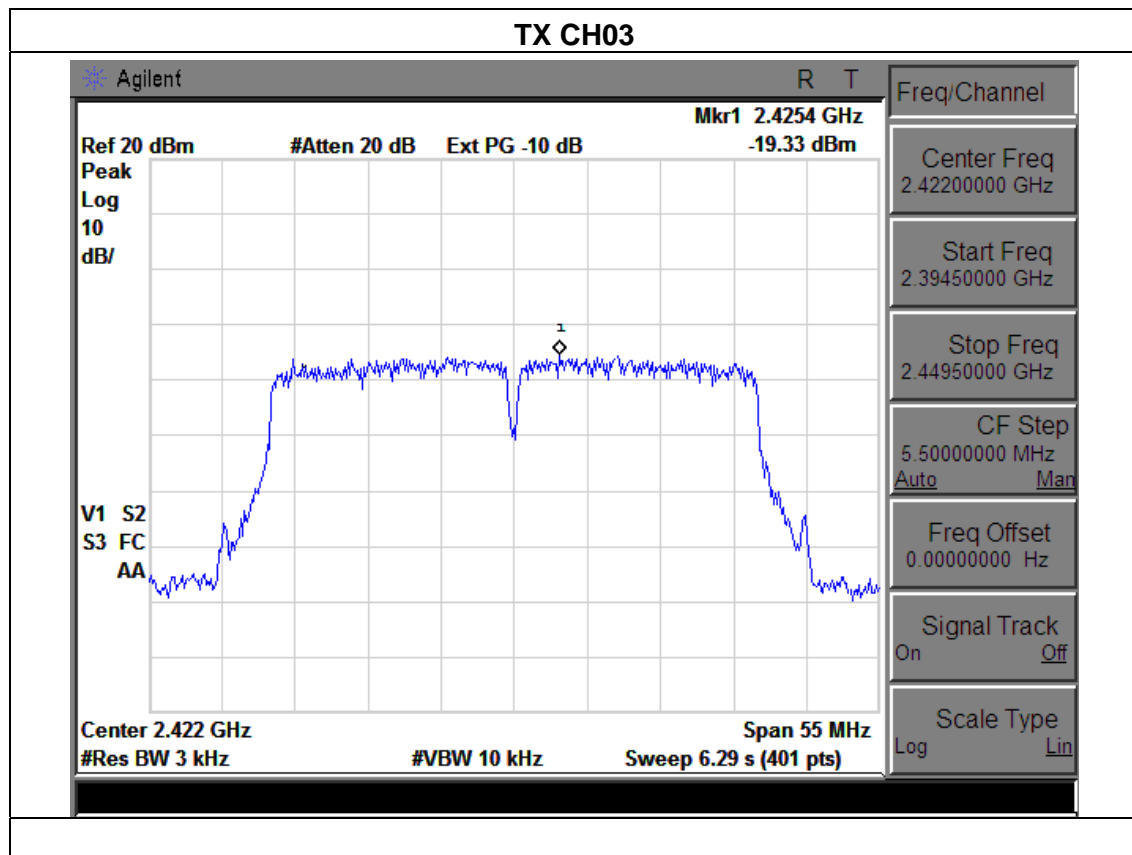 TX CH03
Agilent R T
Mkr1 2.4254 GHz
Ref 20 dBm #Atten 20 dB Ext PG -10 dB -19.33 dBm
Peak
Log
10
dB/
1
V1 S2
S3 FC
AA
Center 2.422 GHz Span 55 MHz
#Res BW 3 kHz #VBW 10 kHz Sweep 6.29 s (401 pts)
Freq/Channel
Center Freq
2.42200000 GHz
Start Freq
2.39450000 GHz
Stop Freq
2.44950000 GHz
CF Step
5.50000000 MHz
Auto Man
Freq Offset
0.00000000 Hz
Signal Track
On Off
Scale Type
Log Lin